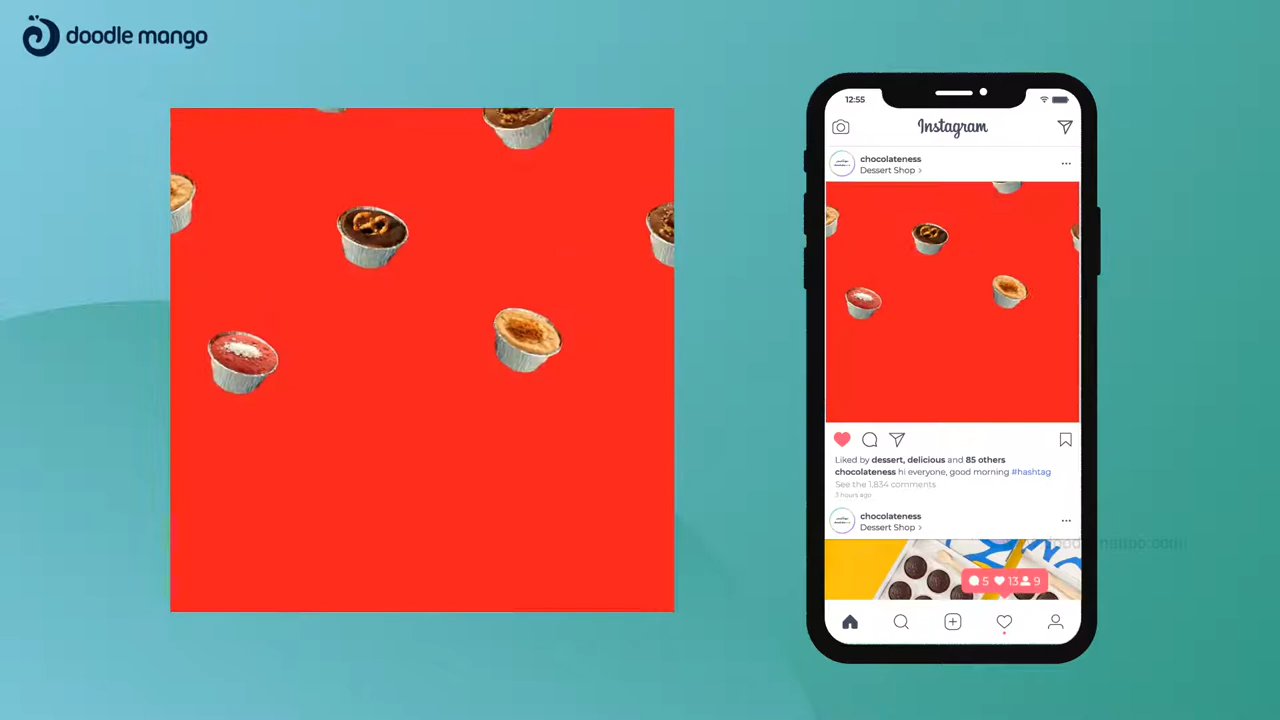 doodle mango
12:55
Instagram
chocolateness
Dessert Shop >
Liked by dessert, delicious and 85 others
chocolateness hi everyone, good morning #hashtag
See the 1,834 comments
3 hours ago
chocolateness
Dessert Shop >
5 13 9